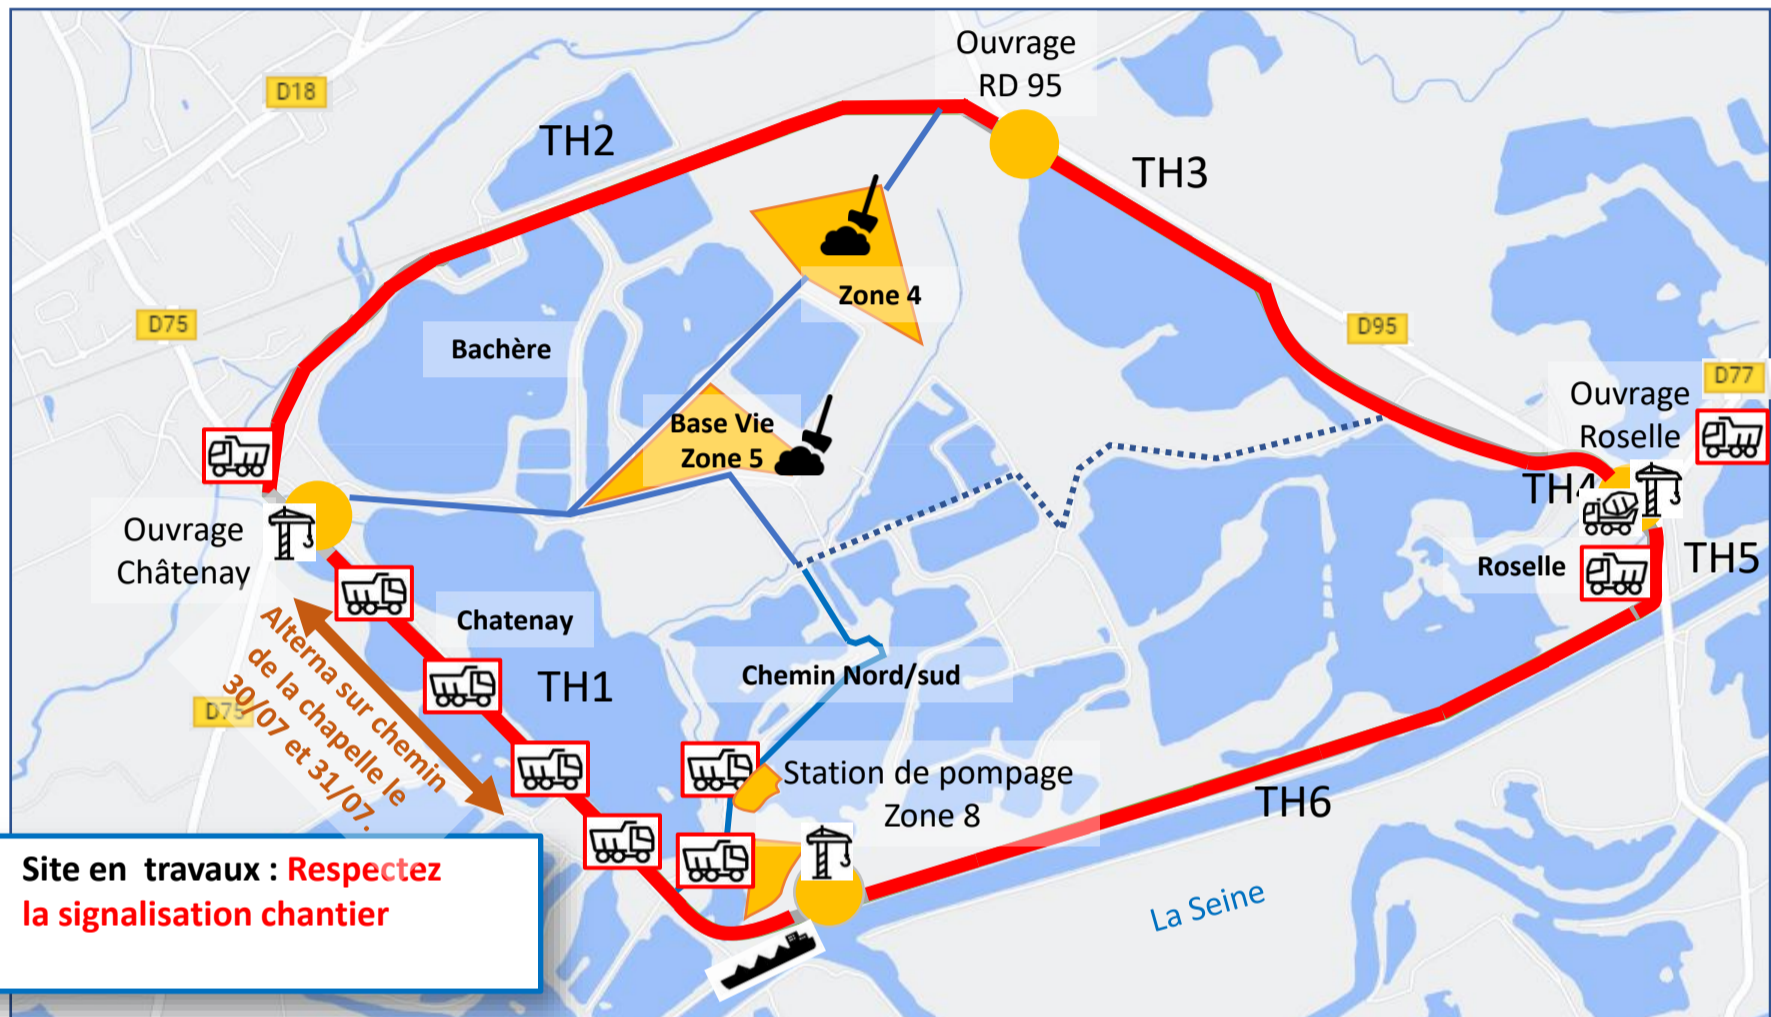 Ouvrage
RD 95
D18
TH2
TH3
Zone 4
D75
D95
Bachère
D77
Ouvrage
Roselle
Base Vie
Zone 5
TH4
Ouvrage
Châtenay
TH5
Roselle
Chatenay
Alterna sur chemin
de la chapelle le
30/07 et 31/07.
TH1
Chemin Nord/sud
D75
Station de pompage
Zone 8
TH6
Site en  travaux : Respectez
la signalisation chantier
La Seine